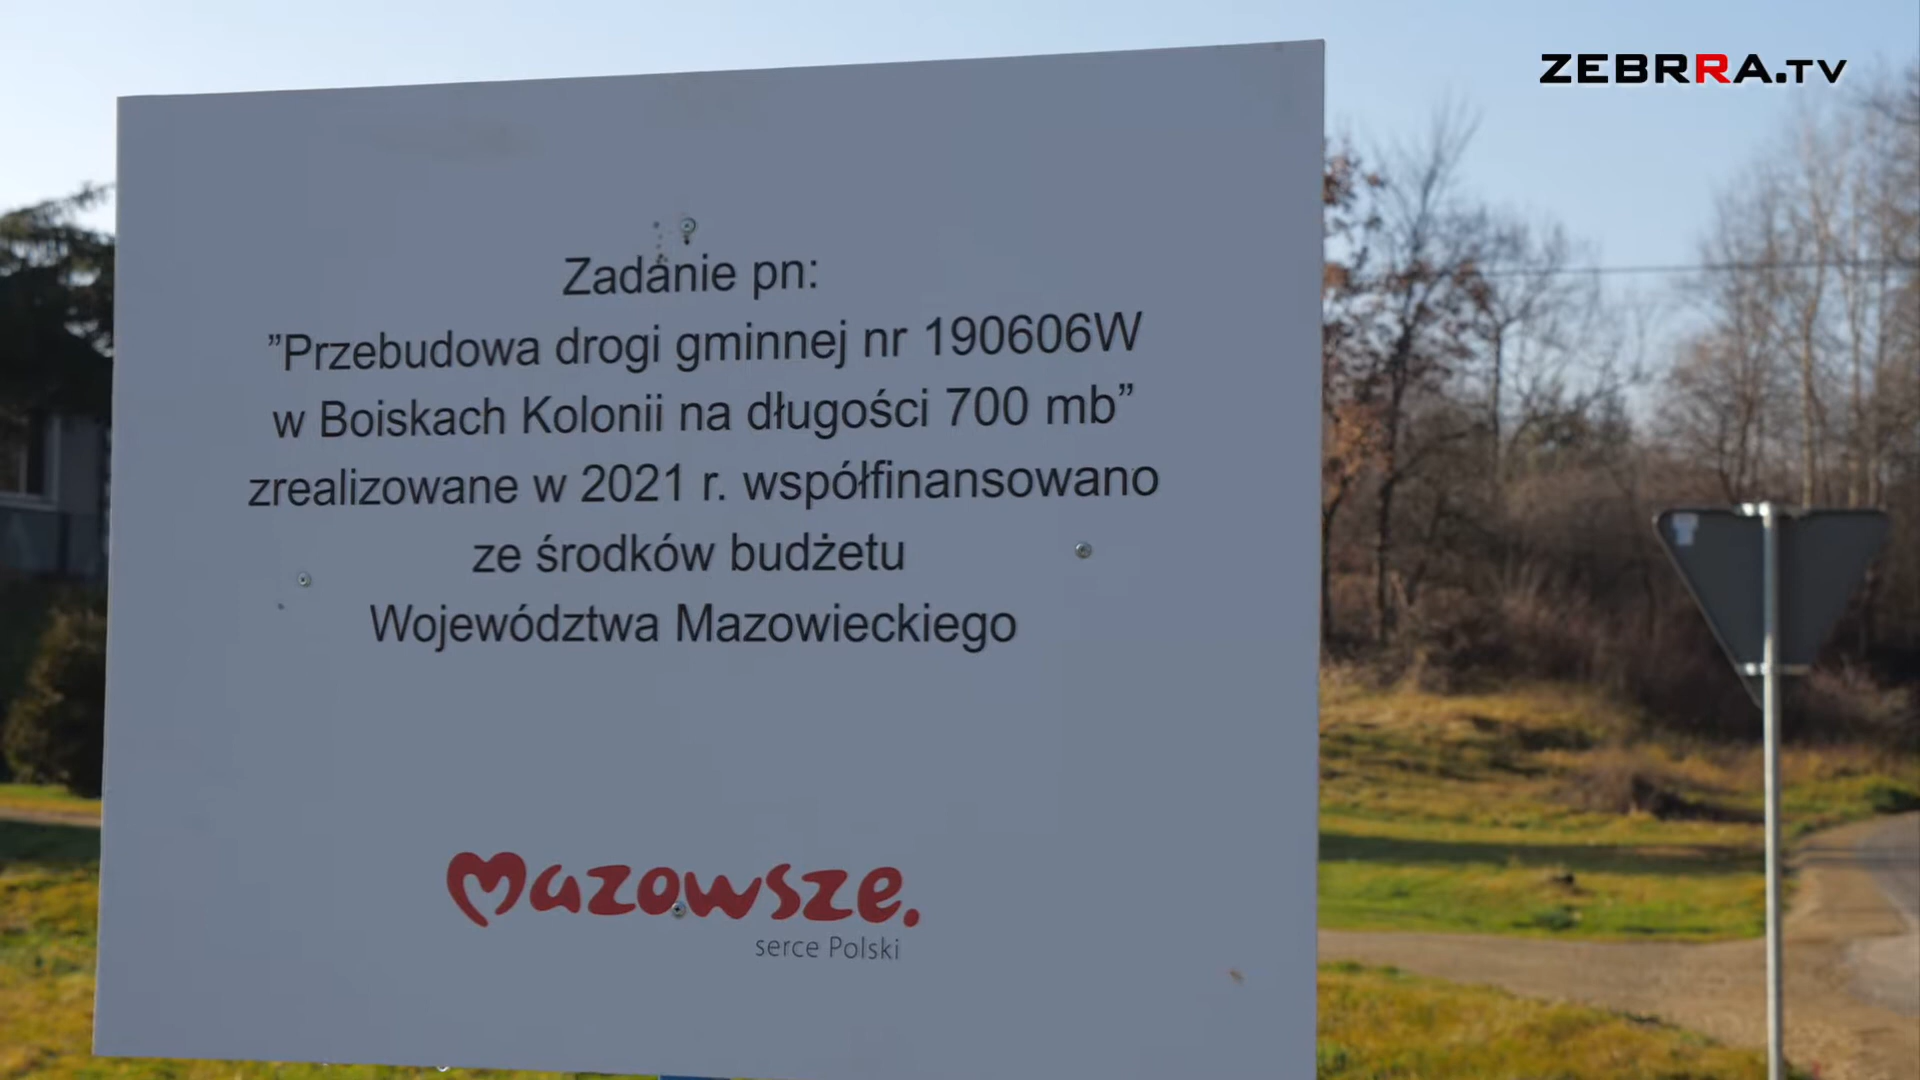 ZEBRRA.TV
Zadanie pn:
”Przebudowa drogi gminnej nr 190606W
w Boiskach Kolonii na długości 700 mb”
zrealizowane w 2021 r. współfinansowano
ze środków budżetu
Województwa Mazowieckiego
Mazowsze.
serce Polski